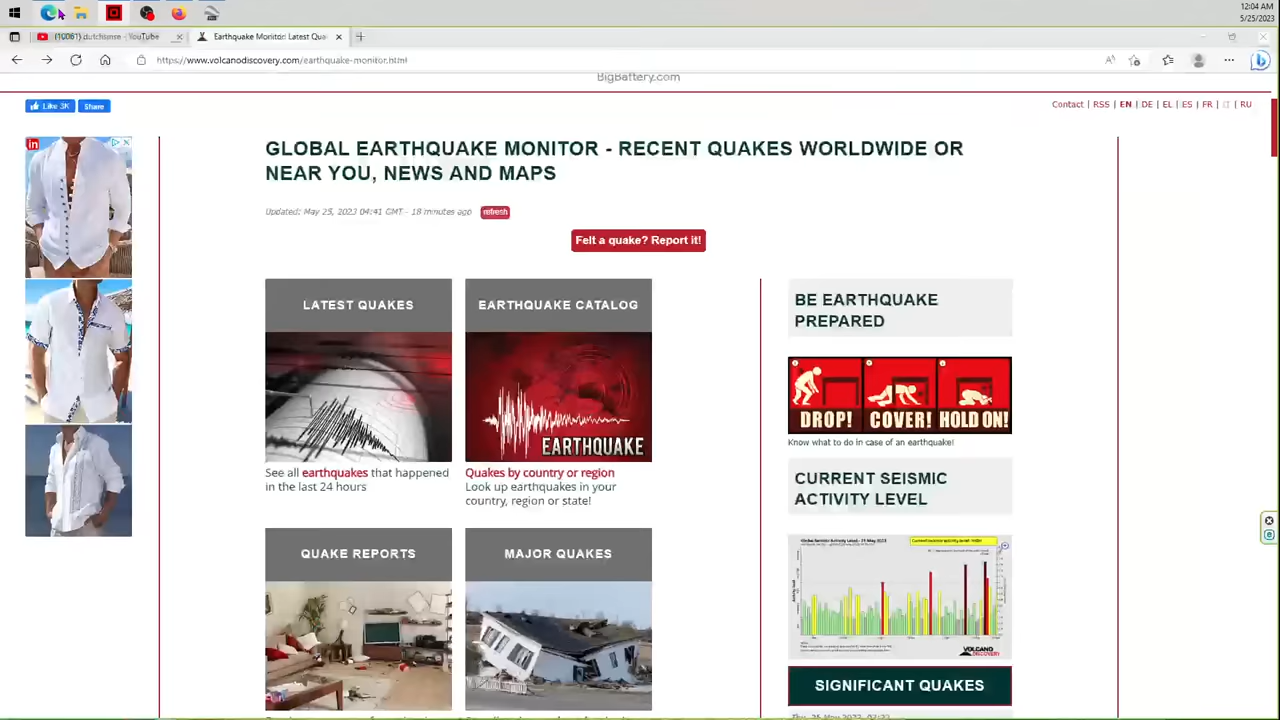 12:04 AM
5/25/2023
(10061) dutchsinse - YouTube
Earthquake Monitor: Latest Qua
https://www.volcanodiscovery.com/earthquake-monitor.html
BigBattery.com
Like 3K
Share
Contact | RSS | EN | DE | EL | ES | FR | IT | RU
GLOBAL EARTHQUAKE MONITOR - RECENT QUAKES WORLDWIDE OR
NEAR YOU, NEWS AND MAPS
Updated: May 25, 2023 04:41 GMT - 18 minutes ago
refresh
Felt a quake? Report it!
LATEST QUAKES
See all earthquakes that happened
in the last 24 hours
EARTHQUAKE CATALOG
EARTHQUAKE
Quakes by country or region
Look up earthquakes in your
country, region or state!
QUAKE REPORTS
MAJOR QUAKES
BE EARTHQUAKE
PREPARED
DROP! COVER! HOLD ON!
Know what to do in case of an earthquake!
CURRENT SEISMIC
ACTIVITY LEVEL
VOLCANO
DISCOVERY
SIGNIFICANT QUAKES